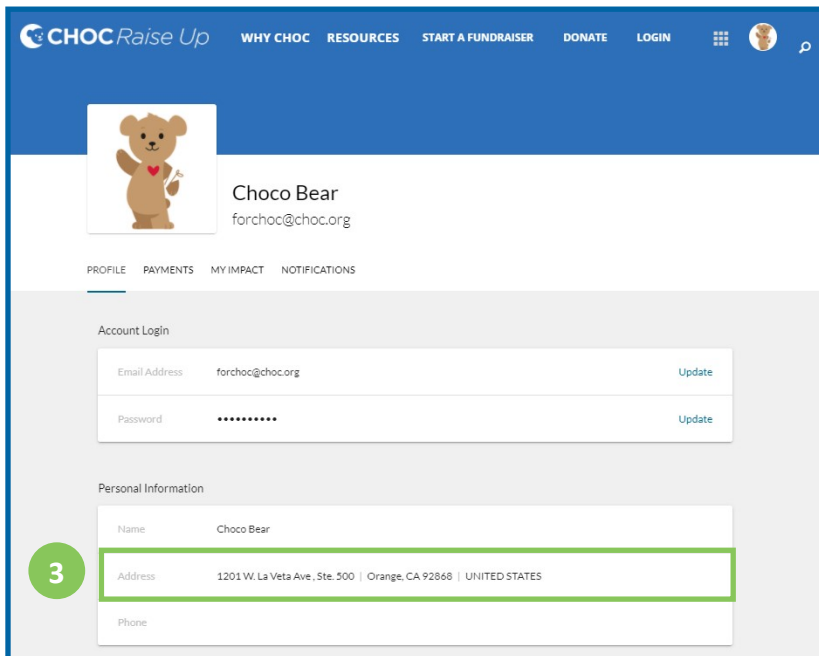 CHOC Raise Up WHY CHOC RESOURCES START A FUNDRAISER DONATE LOGIN
Choco Bear
forchoc@choc.org
PROFILE PAYMENTS MY IMPACT NOTIFICATIONS
Account Login
Email Address forchoc@choc.org Update
Password •••••••••• Update
Personal Information
Name Choco Bear
3 Address 1201 W. La Veta Ave , Ste. 500 | Orange, CA 92868 | UNITED STATES
Phone